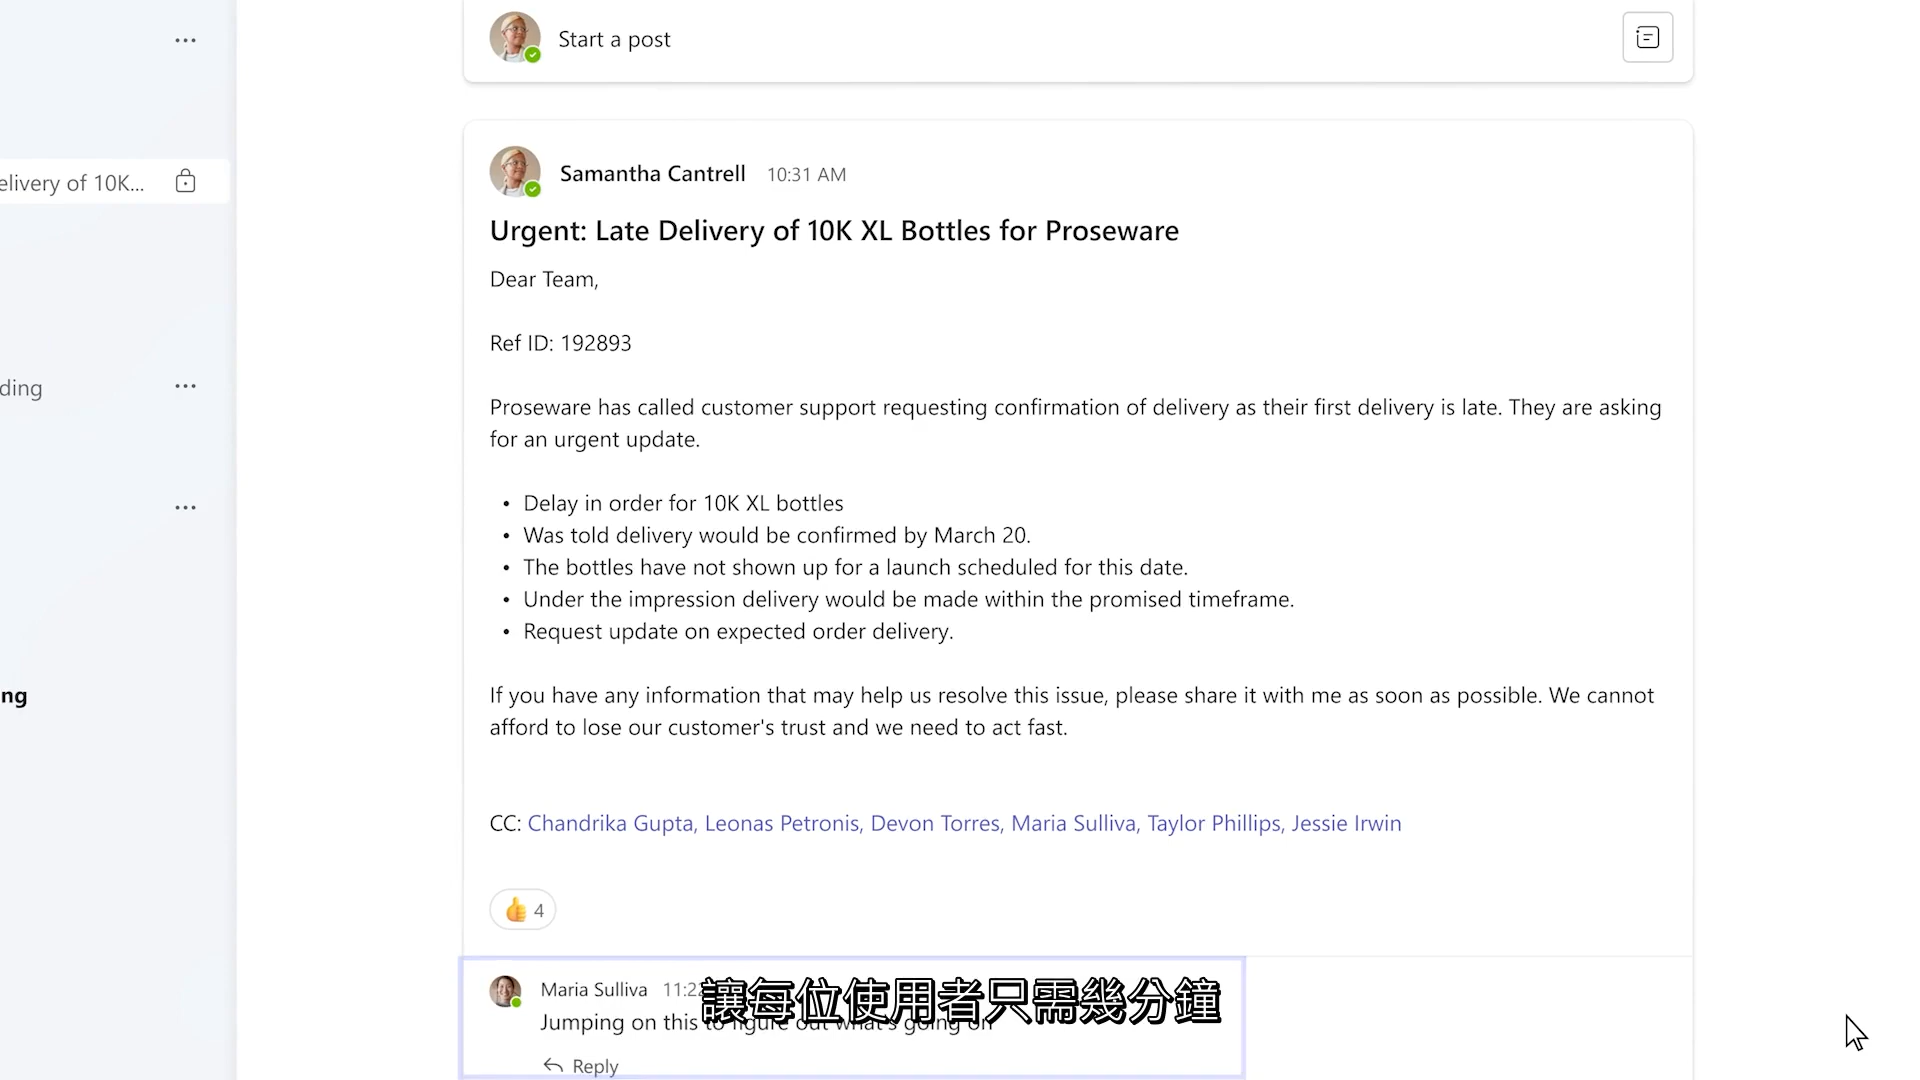 ...
Start a post
elivery of 10K...
Samantha Cantrell 10:31 AM
Urgent: Late Delivery of 10K XL Bottles for Proseware
Dear Team,
Ref ID: 192893
ding
Proseware has called customer support requesting confirmation of delivery as their first delivery is late. They are asking
for an urgent update.
• Delay in order for 10K XL bottles
• Was told delivery would be confirmed by March 20.
• The bottles have not shown up for a launch scheduled for this date.
• Under the impression delivery would be made within the promised timeframe.
• Request update on expected order delivery.
ng
If you have any information that may help us resolve this issue, please share it with me as soon as possible. We cannot
afford to lose our customer's trust and we need to act fast.
CC: Chandrika Gupta, Leonas Petronis, Devon Torres, Maria Sulliva, Taylor Phillips, Jessie Irwin
👍 4
Maria Sulliva 11:2
讓每位使用者只需幾分鐘
Jumping on this to figure out what's going on
Reply